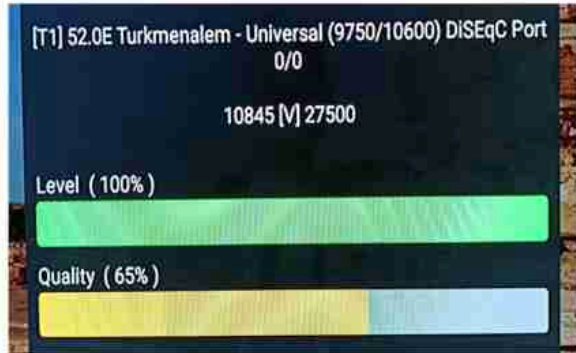 [T1] 52.0E Turkmenalem - Universal (9750/10600) DiSEqC Port
0/0
10845 [V] 27500
Level ( 100% )
Quality ( 65% )